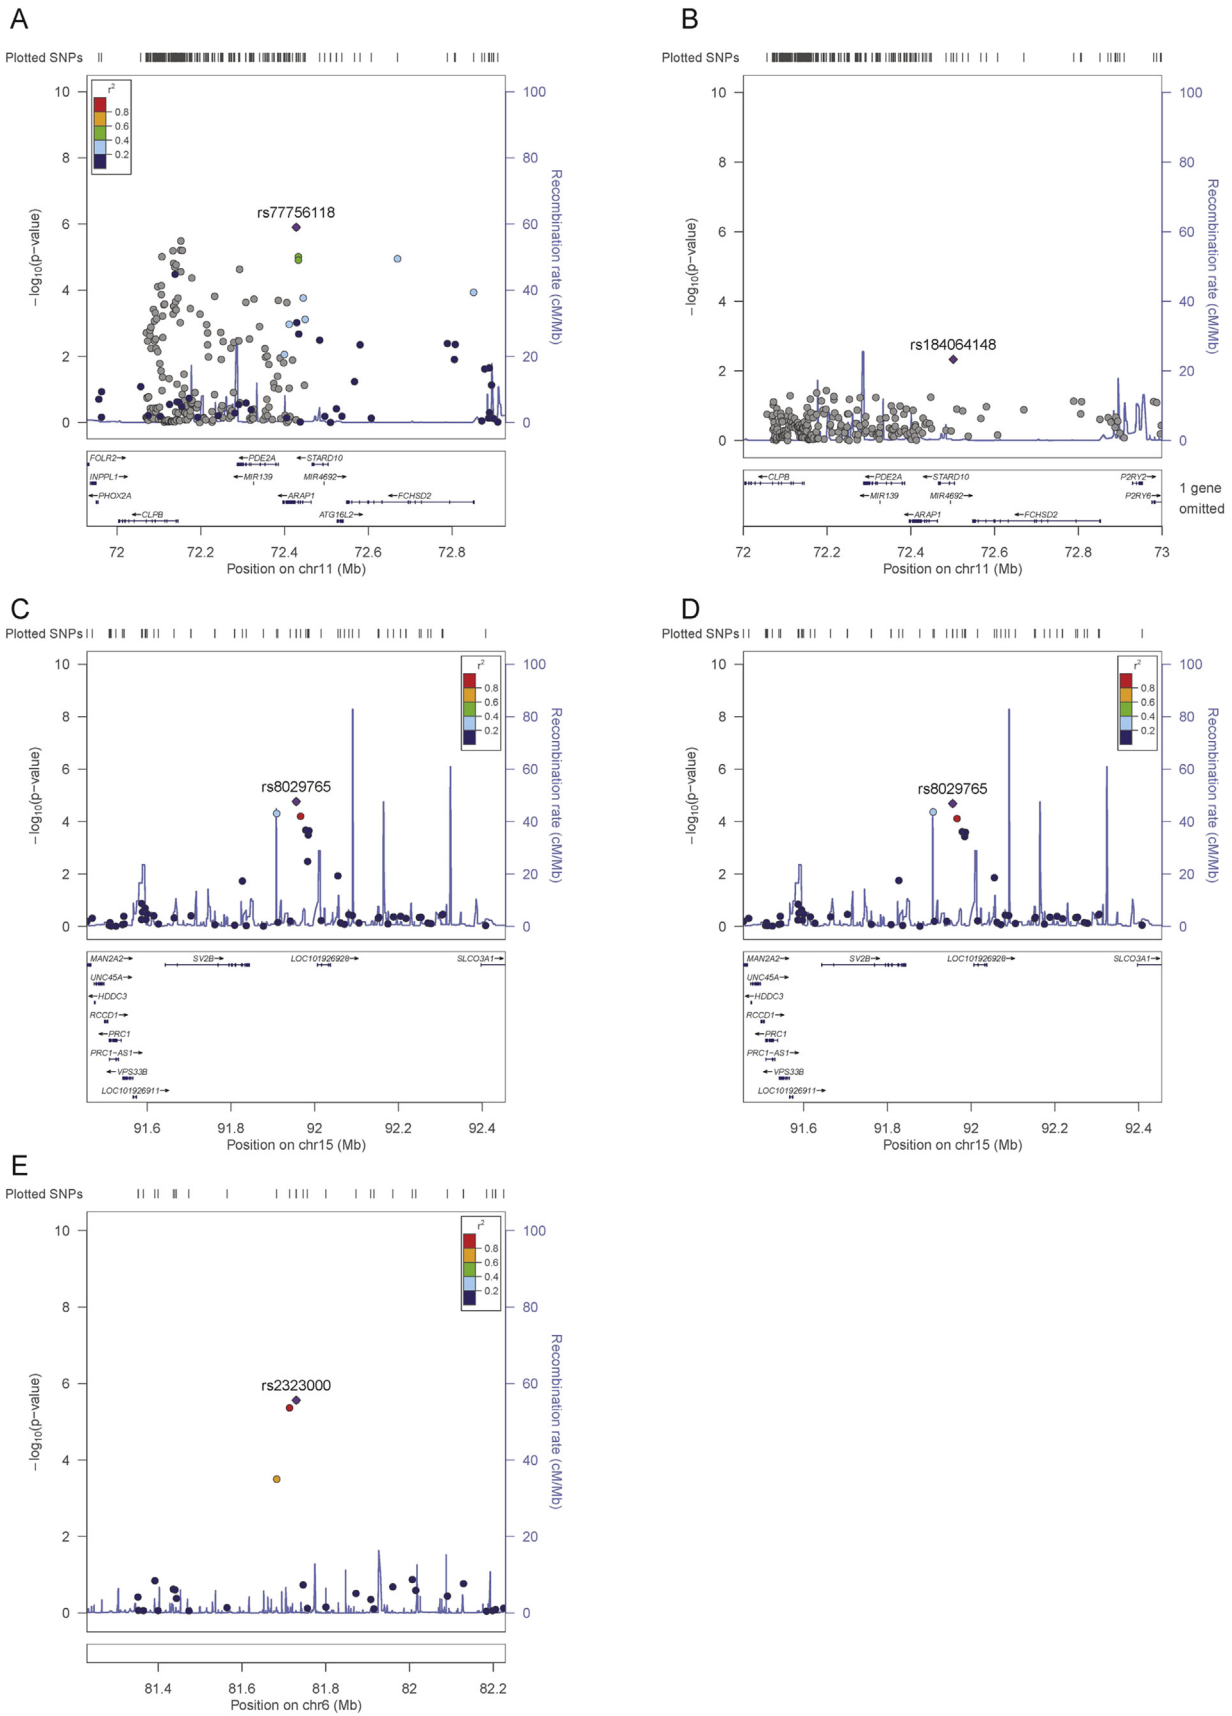 A
Plotted SNPs
r²
0.8
0.6
0.4
0.2
rs77756118
10
8
6
4
2
0
−log10(p−value)
100
80
60
40
20
0
Recombination rate (cM/Mb)
FOLR2
PDE2A
STARD10
INPPL1
MIR139
MIR4692
PHOX2A
ARAP1
FCHSD2
CLPB
ATG16L2
72 72.2 72.4 72.6 72.8
Position on chr11 (Mb)
B
Plotted SNPs
rs184064148
10
8
6
4
2
0
−log10(p−value)
100
80
60
40
20
0
Recombination rate (cM/Mb)
CLPB
PDE2A
STARD10
P2RY2
MIR139
MIR4692
P2RY6
ARAP1
FCHSD2
1 gene
omitted
72 72.2 72.4 72.6 72.8 73
Position on chr11 (Mb)
C
Plotted SNPs
r²
0.8
0.6
0.4
0.2
rs8029765
10
8
6
4
2
0
−log10(p−value)
100
80
60
40
20
0
Recombination rate (cM/Mb)
MAN2A2
SV2B
LOC101926928
SLCO3A1
UNC45A
HDDC3
RCCD1
PRC1
PRC1−AS1
VPS33B
LOC101926911
91.6 91.8 92 92.2 92.4
Position on chr15 (Mb)
D
Plotted SNPs
r²
0.8
0.6
0.4
0.2
rs8029765
10
8
6
4
2
0
−log10(p−value)
100
80
60
40
20
0
Recombination rate (cM/Mb)
MAN2A2
SV2B
LOC101926928
SLCO3A1
UNC45A
HDDC3
RCCD1
PRC1
PRC1−AS1
VPS33B
LOC101926911
91.6 91.8 92 92.2 92.4
Position on chr15 (Mb)
E
Plotted SNPs
r²
0.8
0.6
0.4
0.2
rs2323000
10
8
6
4
2
0
−log10(p−value)
100
80
60
40
20
0
Recombination rate (cM/Mb)
81.4 81.6 81.8 82 82.2
Position on chr6 (Mb)